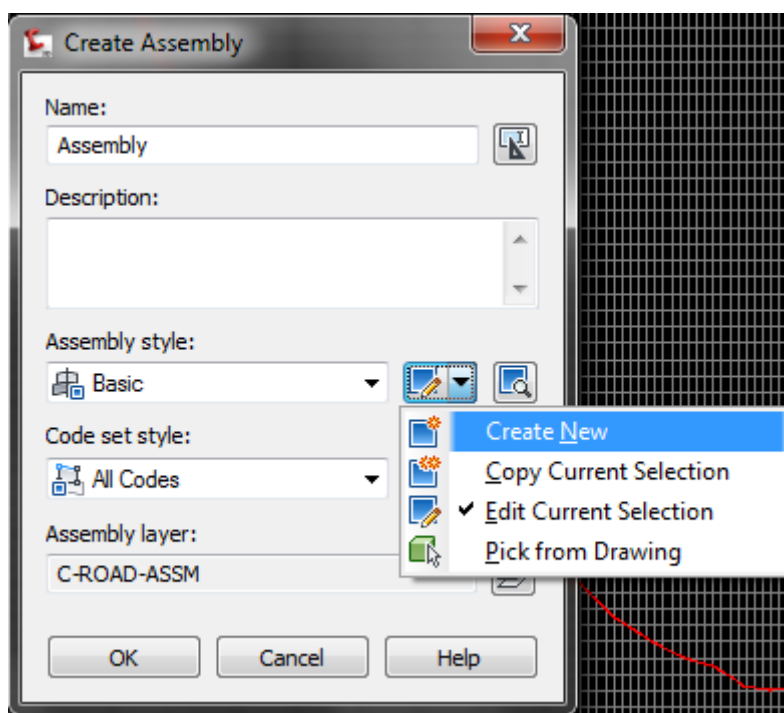 Create Assembly
Name:
Assembly
Description:
Assembly style:
Basic
Create New
Code set style:
Copy Current Selection
All Codes
Edit Current Selection
Assembly layer:
Pick from Drawing
C-ROAD-ASSM
OK Cancel Help